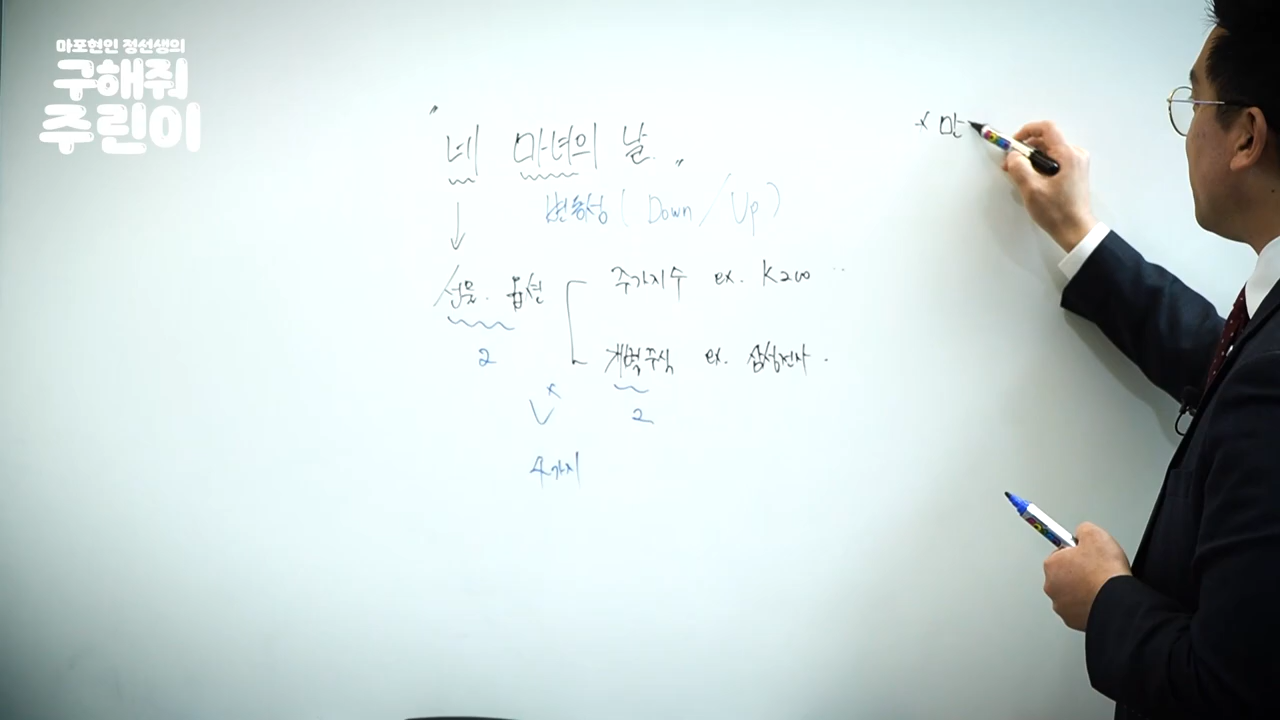 마포현인 정선생의
구해줘
주린이
"네 마녀의 날"
변동성 ( Down / Up )
선물. 옵션
주가지수 ex. K200 ..
개별주식 ex. 삼성전자.
2
x
2
4가지
* 만